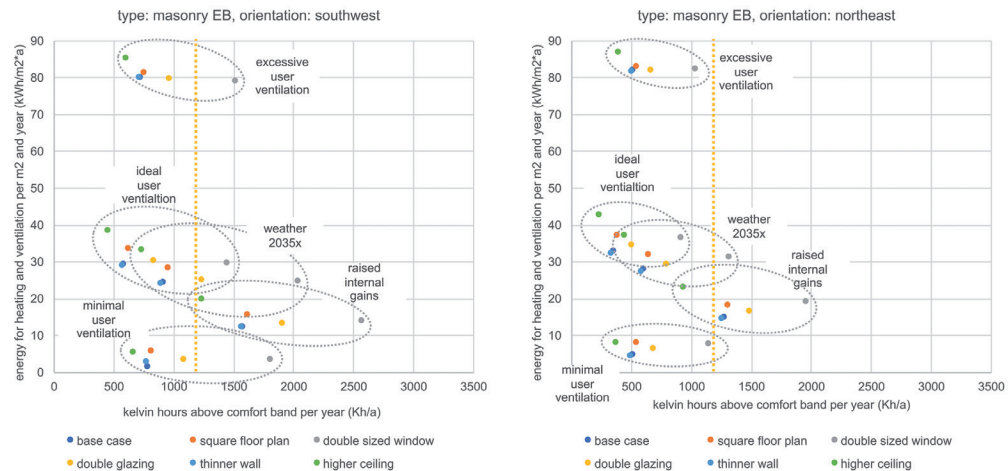 type: masonry EB, orientation: southwest
energy for heating and ventilation per m2 and year (kWh/m2*a)
90
80
70
60
50
40
30
20
10
0
excessive
user
ventilation
ideal
user
ventialtion
weather
2035x
raised
internal
gains
minimal
user
ventilation
0 500 1000 1500 2000 2500 3000 3500
kelvin hours above comfort band per year (Kh/a)
base case square floor plan double sized window
double glazing thinner wall higher ceiling
type: masonry EB, orientation: northeast
energy for heating and ventilation per m2 and year (kWh/m2*a)
90
80
70
60
50
40
30
20
10
0
excessive
user
ventilation
ideal
user ventialtion
weather
2035x
raised
internal
gains
minimal
user
ventilation
500 1000 1500 2000 2500 3000 3500
kelvin hours above comfort band per year (Kh/a)
base case square floor plan double sized window
double glazing thinner wall higher ceiling